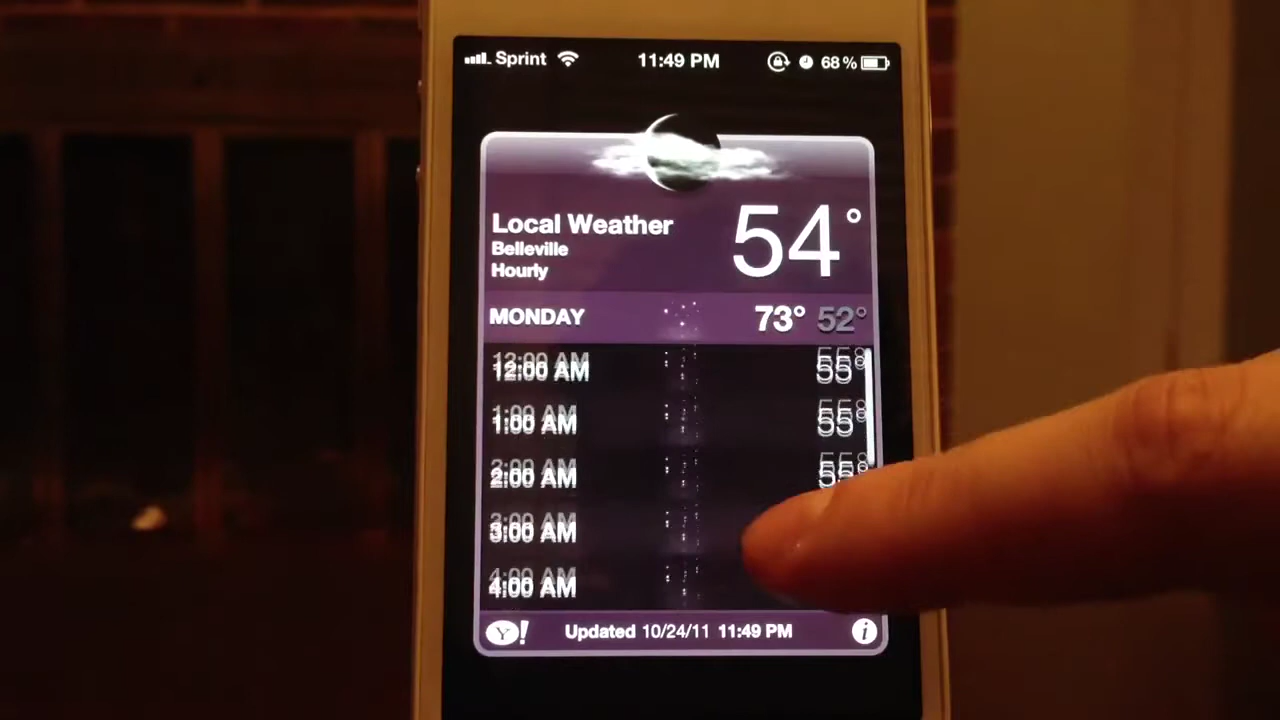 Sprint 11:49 PM 68%
Local Weather 54°
Belleville
Hourly
MONDAY 73° 52°
12:00 AM 55°
1:00 AM 55°
2:00 AM 55°
3:00 AM
4:00 AM
Y! Updated 10/24/11 11:49 PM i